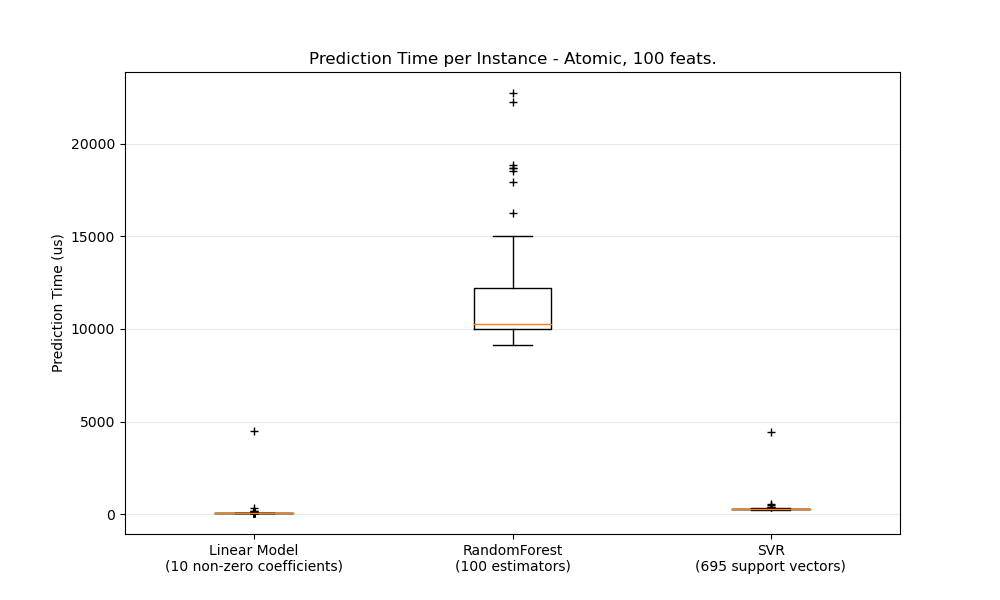 Prediction Time per Instance - Atomic, 100 feats.
Prediction Time (us)
20000
15000
10000
5000
0
Linear Model
(10 non-zero coefficients)
RandomForest
(100 estimators)
SVR
(695 support vectors)